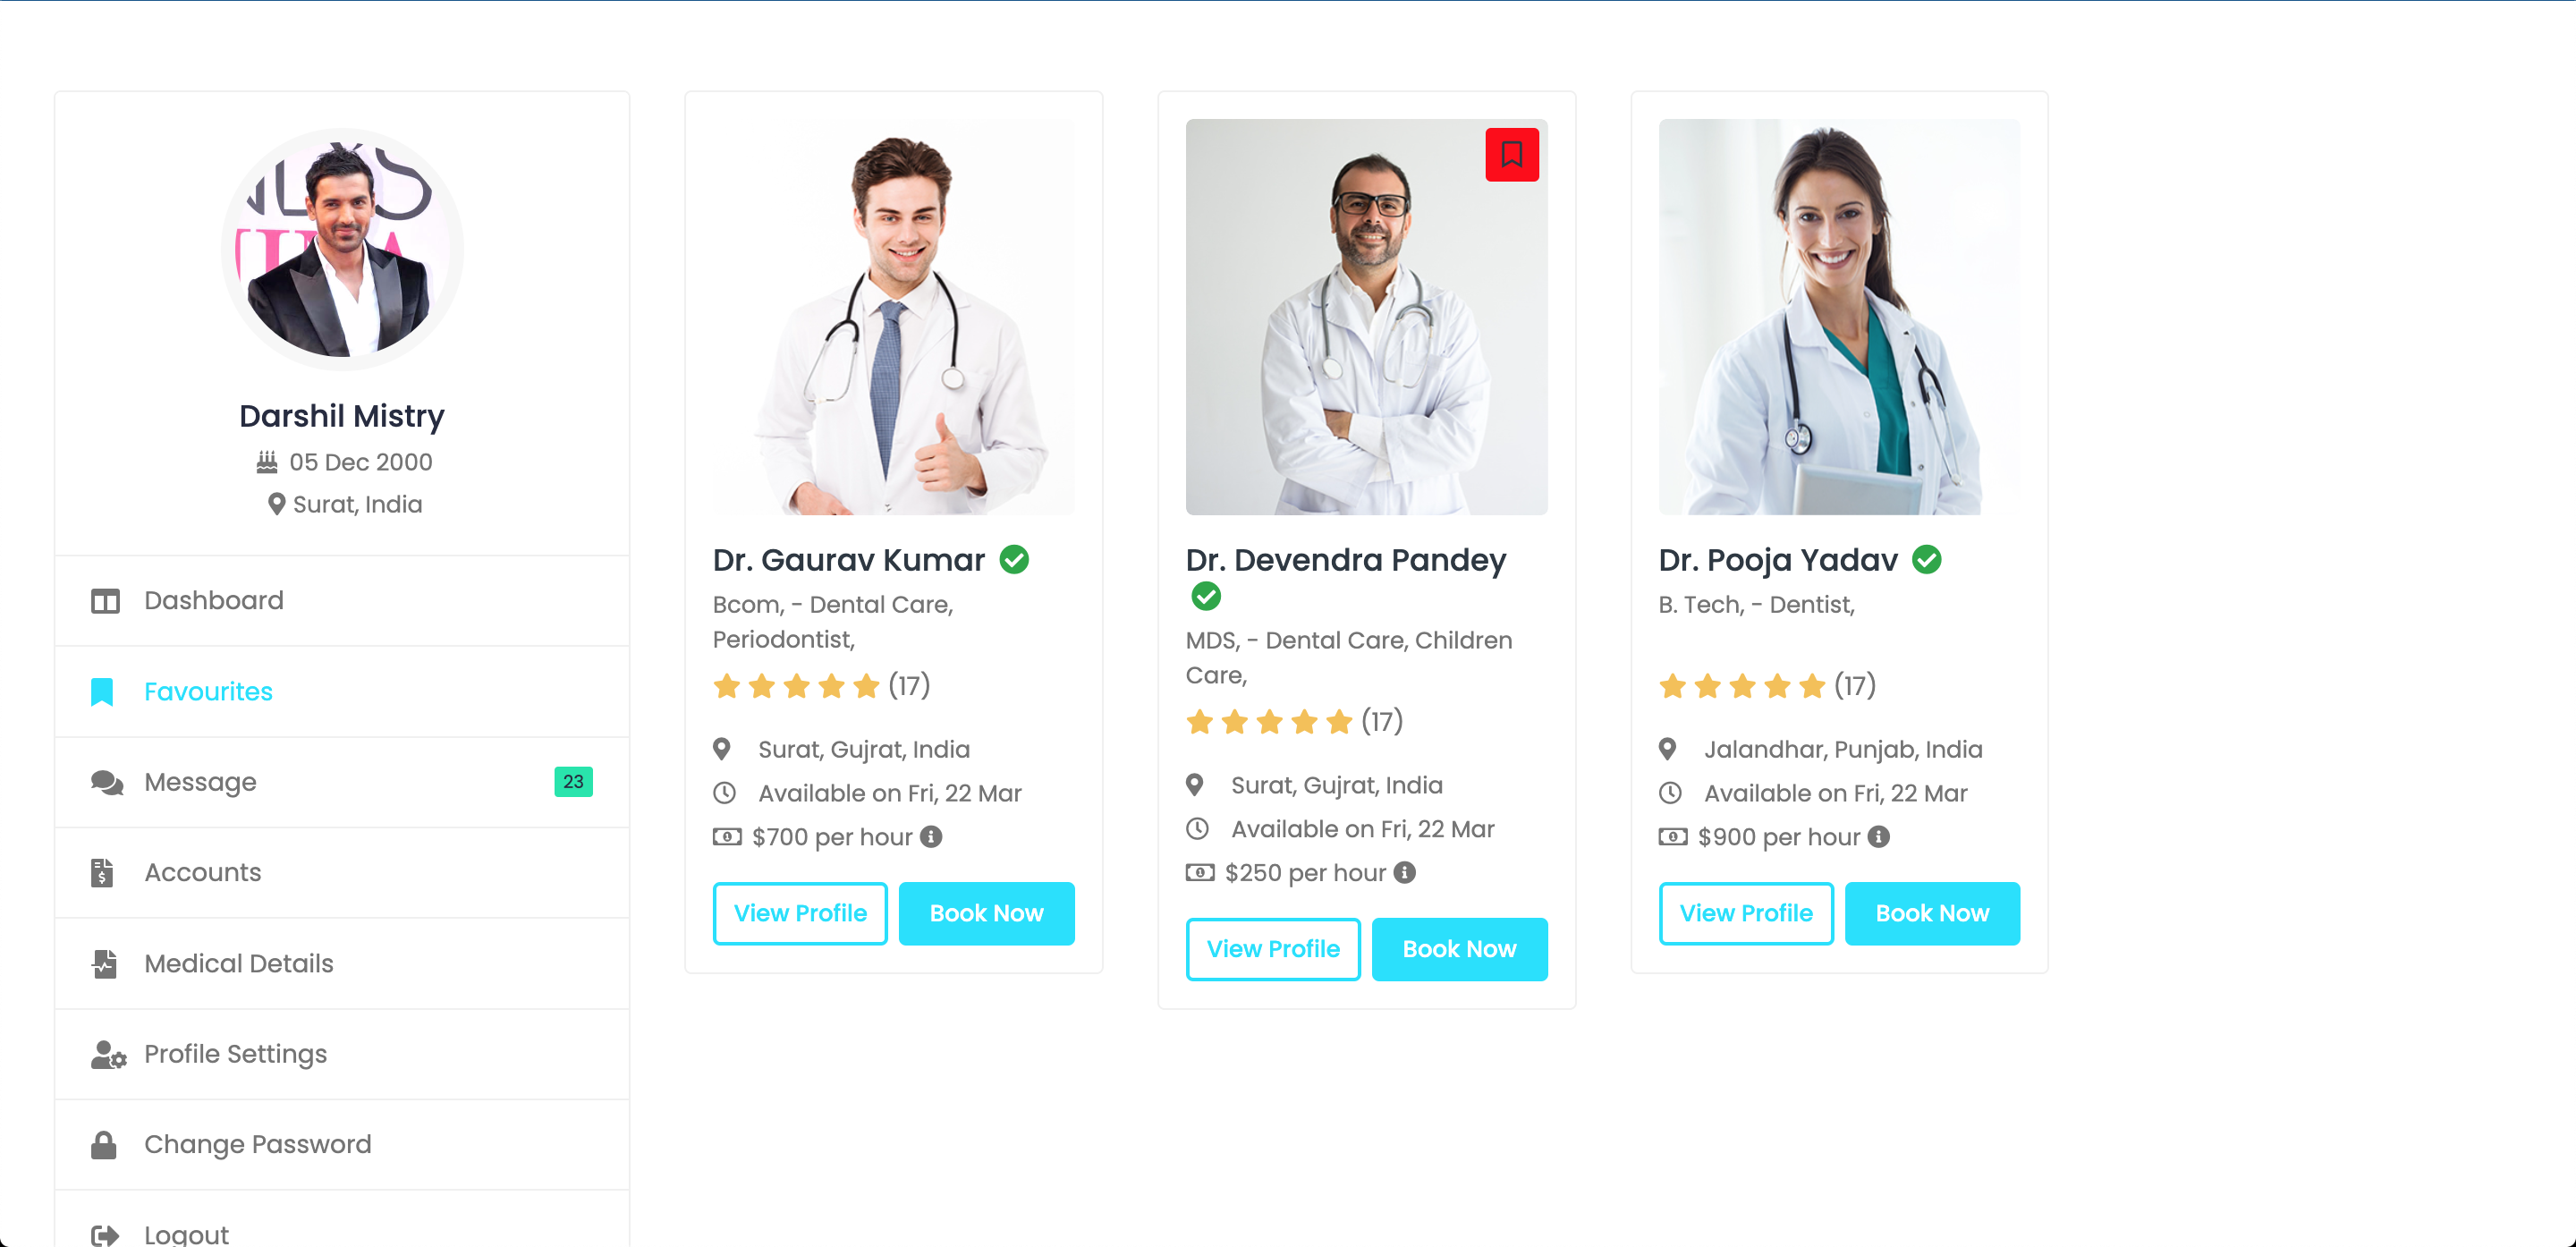 Darshil Mistry
05 Dec 2000
Surat, India
Dashboard
Favourites
Message 23
Accounts
Medical Details
Profile Settings
Change Password
Logout
Dr. Gaurav Kumar
Bcom, - Dental Care,
Periodontist,
(17)
Surat, Gujrat, India
Available on Fri, 22 Mar
$700 per hour
View Profile Book Now
Dr. Devendra Pandey
MDS, - Dental Care, Children
Care,
(17)
Surat, Gujrat, India
Available on Fri, 22 Mar
$250 per hour
View Profile Book Now
Dr. Pooja Yadav
B. Tech, - Dentist,
(17)
Jalandhar, Punjab, India
Available on Fri, 22 Mar
$900 per hour
View Profile Book Now